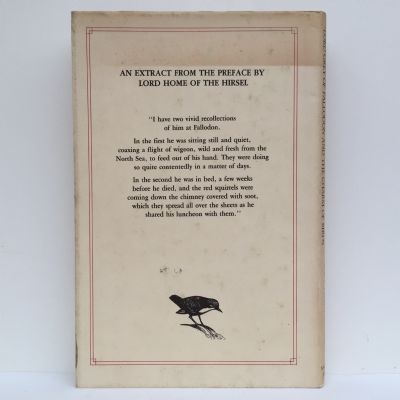 AN EXTRACT FROM THE PREFACE BY
LORD HOME OF THE HIRSEL
"I have two vivid recollections
of him at Fallodon.
In the first he was sitting still and quiet,
coaxing a flight of wigeon, wild and fresh from the
North Sea, to feed out of his hand. They were doing
so quite contentedly in a matter of days.
In the second he was in bed, a few weeks
before he died, and the red squirrels were
coming down the chimney covered with soot,
which they spread all over the sheets as he
shared his luncheon with them."